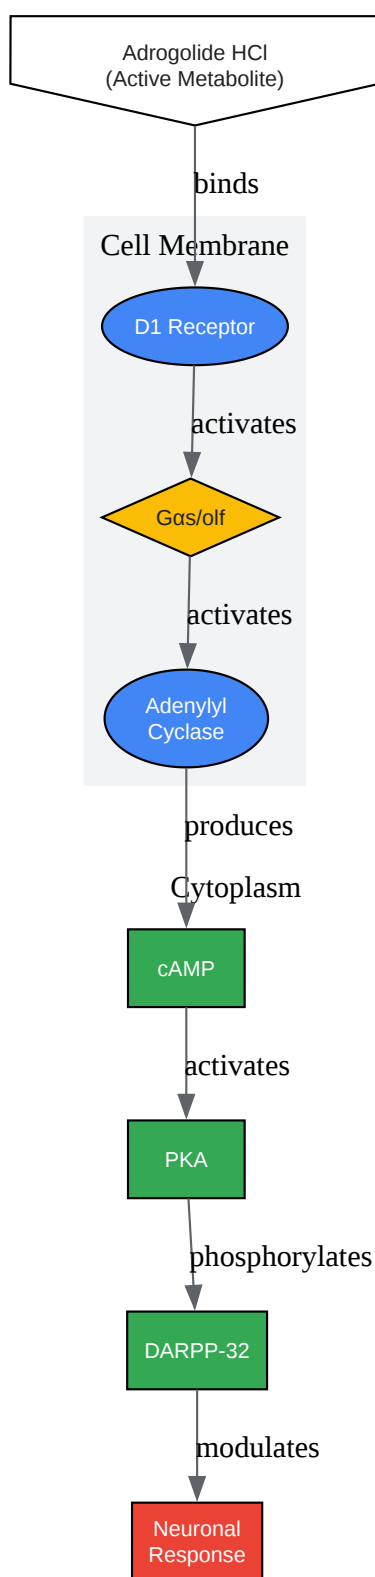 Adrogolide HCl
(Active Metabolite)
binds
Cell Membrane
D1 Receptor
activates
Gαs/olf
activates
Adenylyl
Cyclase
produces
Cytoplasm
cAMP
activates
PKA
phosphorylates
DARPP-32
modulates
Neuronal
Response